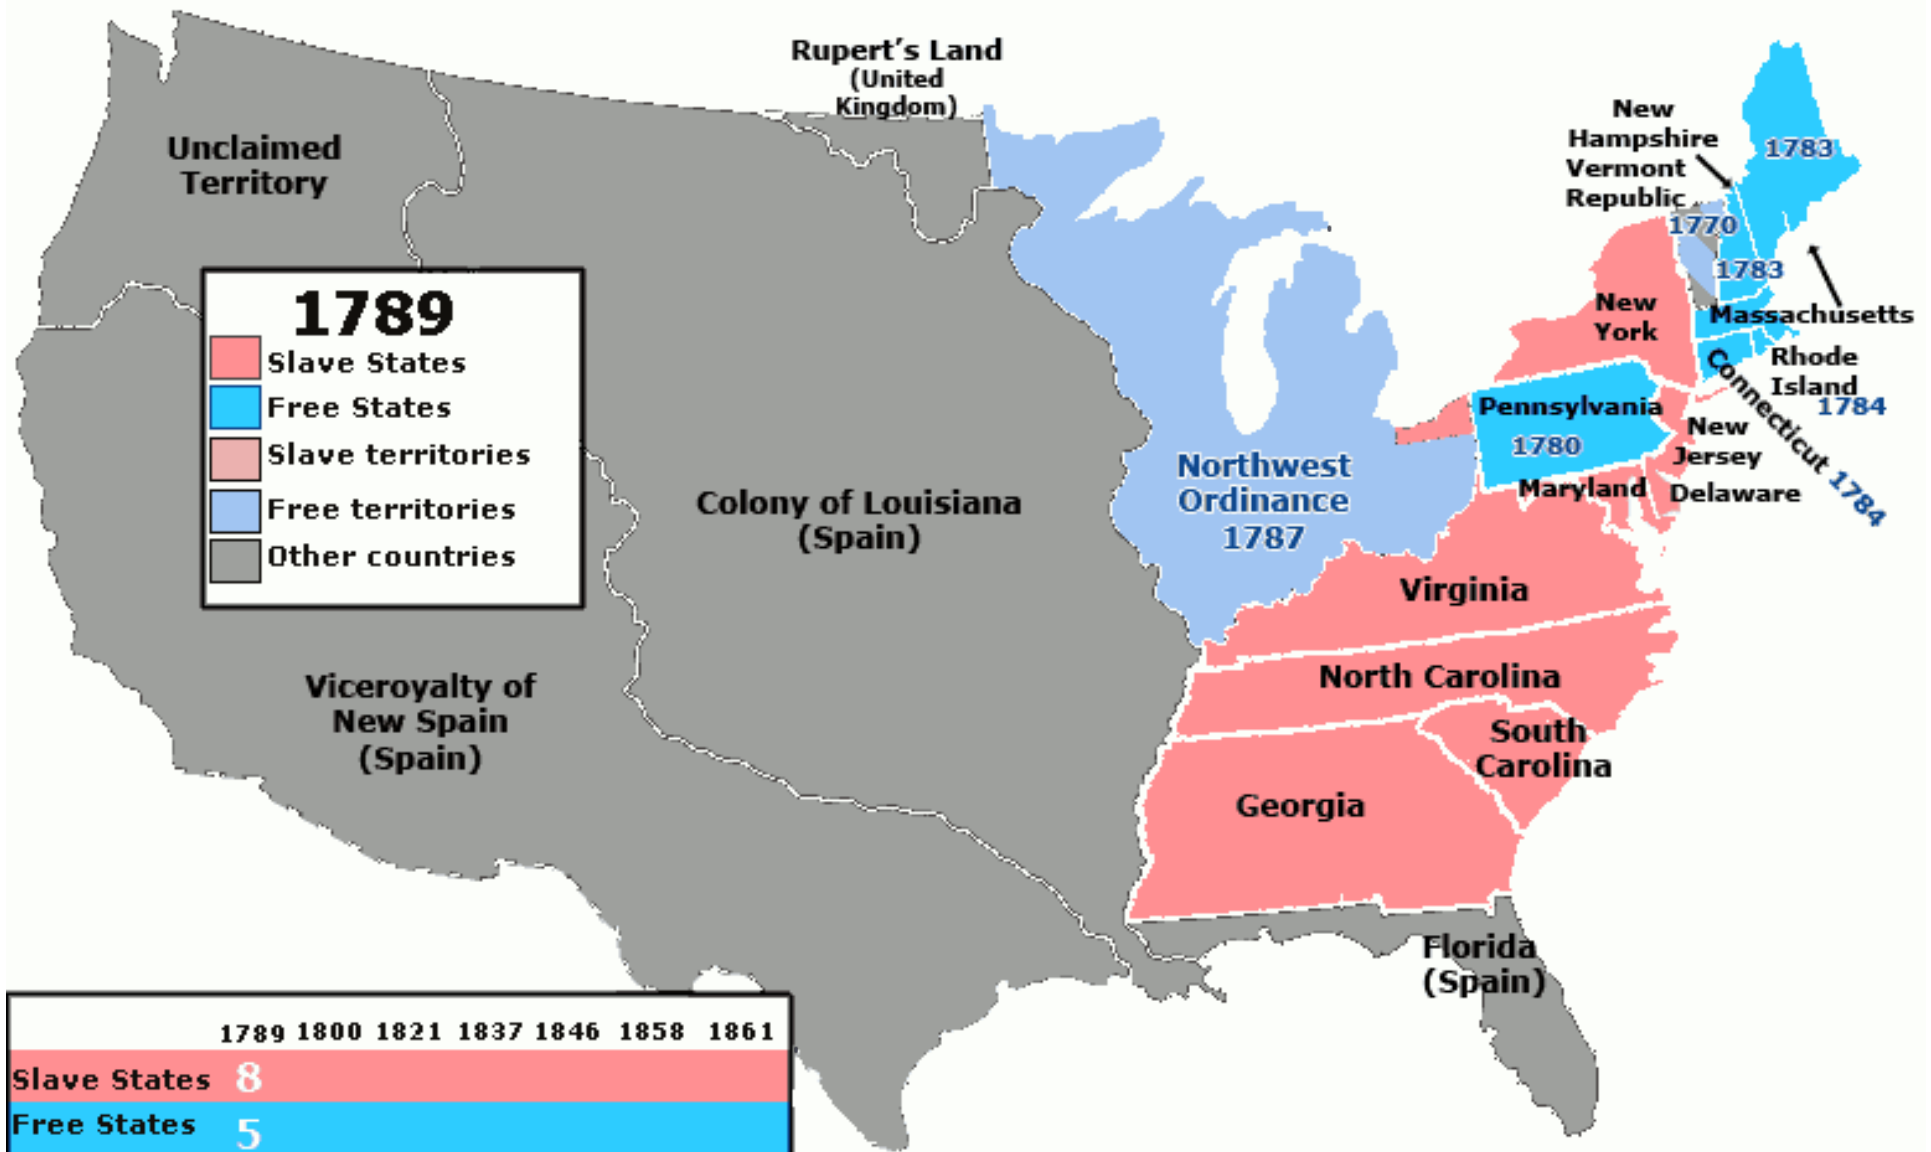 Rupert's Land
(United
Kingdom)
Unclaimed
Territory
New
Hampshire
Vermont
Republic
1783
1770
1783
1789
Slave States
Free States
Slave territories
Free territories
Other countries
New
York
Massachusetts
Rhode
Island
1784
Connecticut 1784
Pennsylvania
1780
New
Jersey
Maryland
Delaware
Northwest
Ordinance
1787
Colony of Louisiana
(Spain)
Virginia
North Carolina
South
Carolina
Georgia
Viceroyalty of
New Spain
(Spain)
Florida
(Spain)
1789 1800 1821 1837 1846 1858 1861
Slave States 8
Free States 5